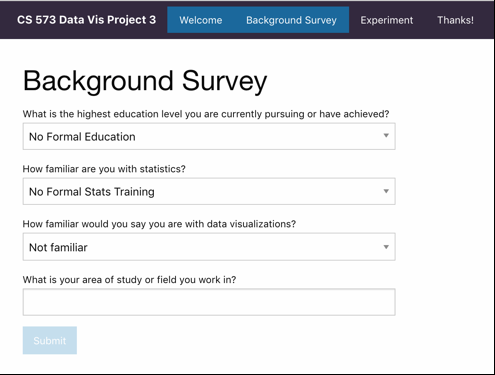 CS 573 Data Vis Project 3 Welcome Background Survey Experiment Thanks!
Background Survey
What is the highest education level you are currently pursuing or have achieved?
No Formal Education
How familiar are you with statistics?
No Formal Stats Training
How familiar would you say you are with data visualizations?
Not familiar
What is your area of study or field you work in?
Submit